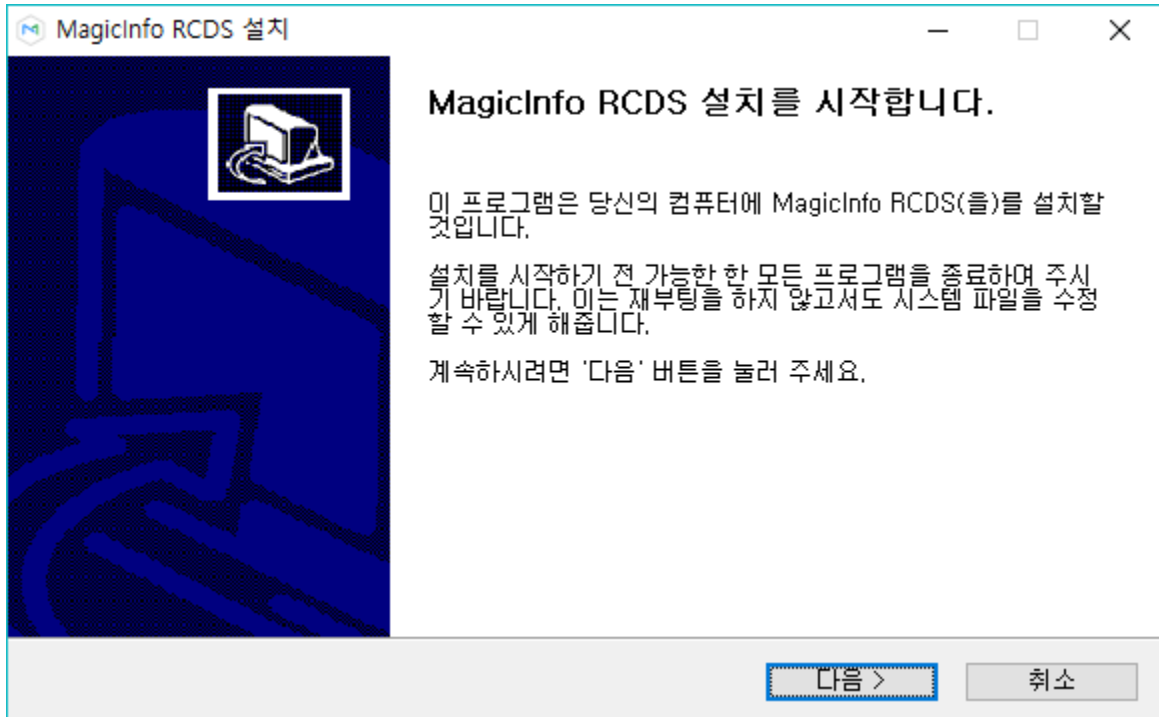 MagicInfo RCDS 설치
MagicInfo RCDS 설치를 시작합니다.
이 프로그램은 당신의 컴퓨터에 MagicInfo RCDS(을)를 설치할
것입니다.
설치를 시작하기 전 가능한 한 모든 프로그램을 종료하며 주시
기 바랍니다. 이는 재부팅을 하지 않고서도 시스템 파일을 수정
할 수 있게 해줍니다.
계속하시려면 '다음' 버튼을 눌러 주세요.
다음 >
취소